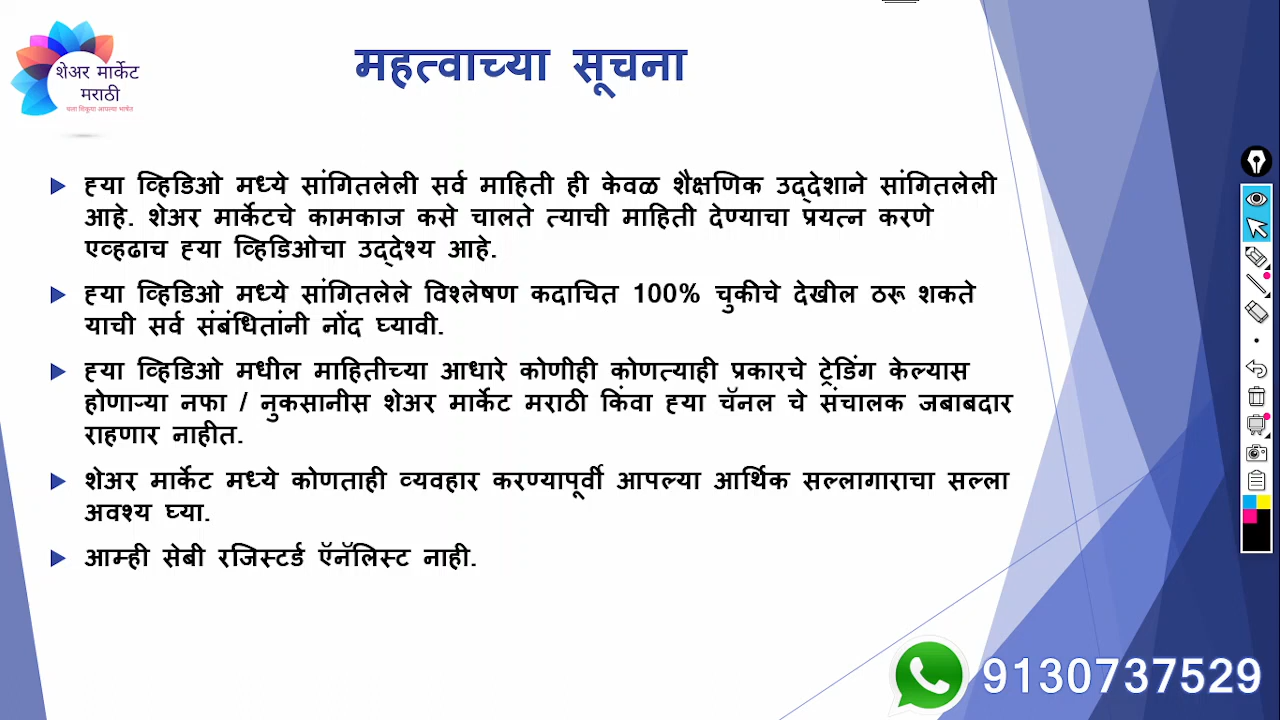 शेअर मार्केट
मराठी
चला शिकूया आपल्या भाषेत
महत्वाच्या सूचना
ह्या व्हिडिओ मध्ये सांगितलेली सर्व माहिती ही केवळ शैक्षणिक उद्देशाने सांगितलेली
आहे. शेअर मार्केटचे कामकाज कसे चालते त्याची माहिती देण्याचा प्रयत्न करणे
एव्हढाच ह्या व्हिडिओचा उद्देश्य आहे.
ह्या व्हिडिओ मध्ये सांगितलेले विश्लेषण कदाचित 100% चुकीचे देखील ठरू शकते
याची सर्व संबंधितांनी नोंद घ्यावी.
ह्या व्हिडिओ मधील माहितीच्या आधारे कोणीही कोणत्याही प्रकारचे ट्रेडिंग केल्यास
होणाऱ्या नफा / नुकसानीस शेअर मार्केट मराठी किंवा ह्या चॅनल चे संचालक जबाबदार
राहणार नाहीत.
शेअर मार्केट मध्ये कोणताही व्यवहार करण्यापूर्वी आपल्या आर्थिक सल्लागाराचा सल्ला
अवश्य घ्या.
आम्ही सेबी रजिस्टर्ड ऍनॅलिस्ट नाही.
9130737529